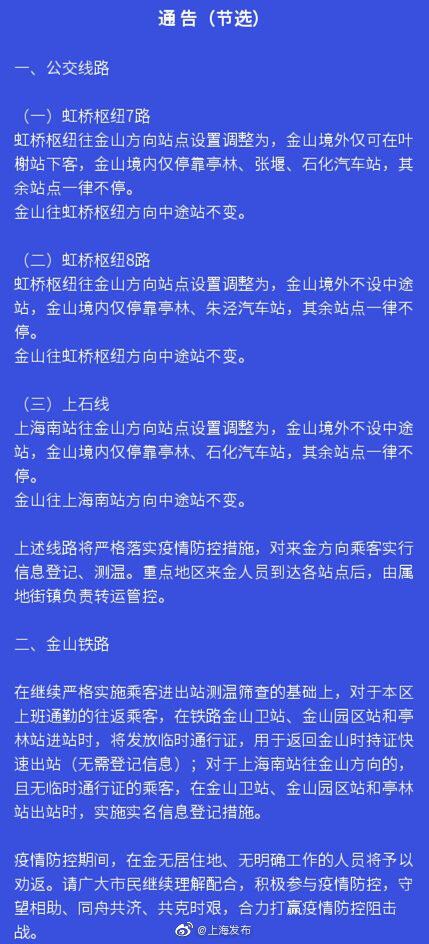 通 告（节选）
一、公交线路
（一）虹桥枢纽7路
虹桥枢纽往金山方向站点设置调整为，金山境外仅可在叶
榭站下客，金山境内仅停靠亭林、张堰、石化汽车站，其
余站点一律不停。
金山往虹桥枢纽方向中途站不变。
（二）虹桥枢纽8路
虹桥枢纽往金山方向站点设置调整为，金山境外不设中途
站，金山境内仅停靠亭林、朱泾汽车站，其余站点一律不
停。
金山往虹桥枢纽方向中途站不变。
（三）上石线
上海南站往金山方向站点设置调整为，金山境外不设中途
站，金山境内仅停靠亭林、石化汽车站，其余站点一律不
停。
金山往上海南站方向中途站不变。
上述线路将严格落实疫情防控措施，对来金方向乘客实行
信息登记、测温。重点地区来金人员到达各站点后，由属
地街镇负责转运管控。
二、金山铁路
在继续严格实施乘客进出站测温筛查的基础上，对于本区
上班通勤的往返乘客，在铁路金山卫站、金山园区站和亭
林站进站时，将发放临时通行证，用于返回金山时持证快
速出站（无需登记信息）；对于上海南站往金山方向的，
且无临时通行证的乘客，在金山卫站、金山园区站和亭林
站出站时，实施实名信息登记措施。
疫情防控期间，在金无居住地、无明确工作的人员将予以
劝返。请广大市民继续理解配合，积极参与疫情防控，守
望相助、同舟共济、共克时艰，合力打赢疫情防控阻击
战。
@上海发布